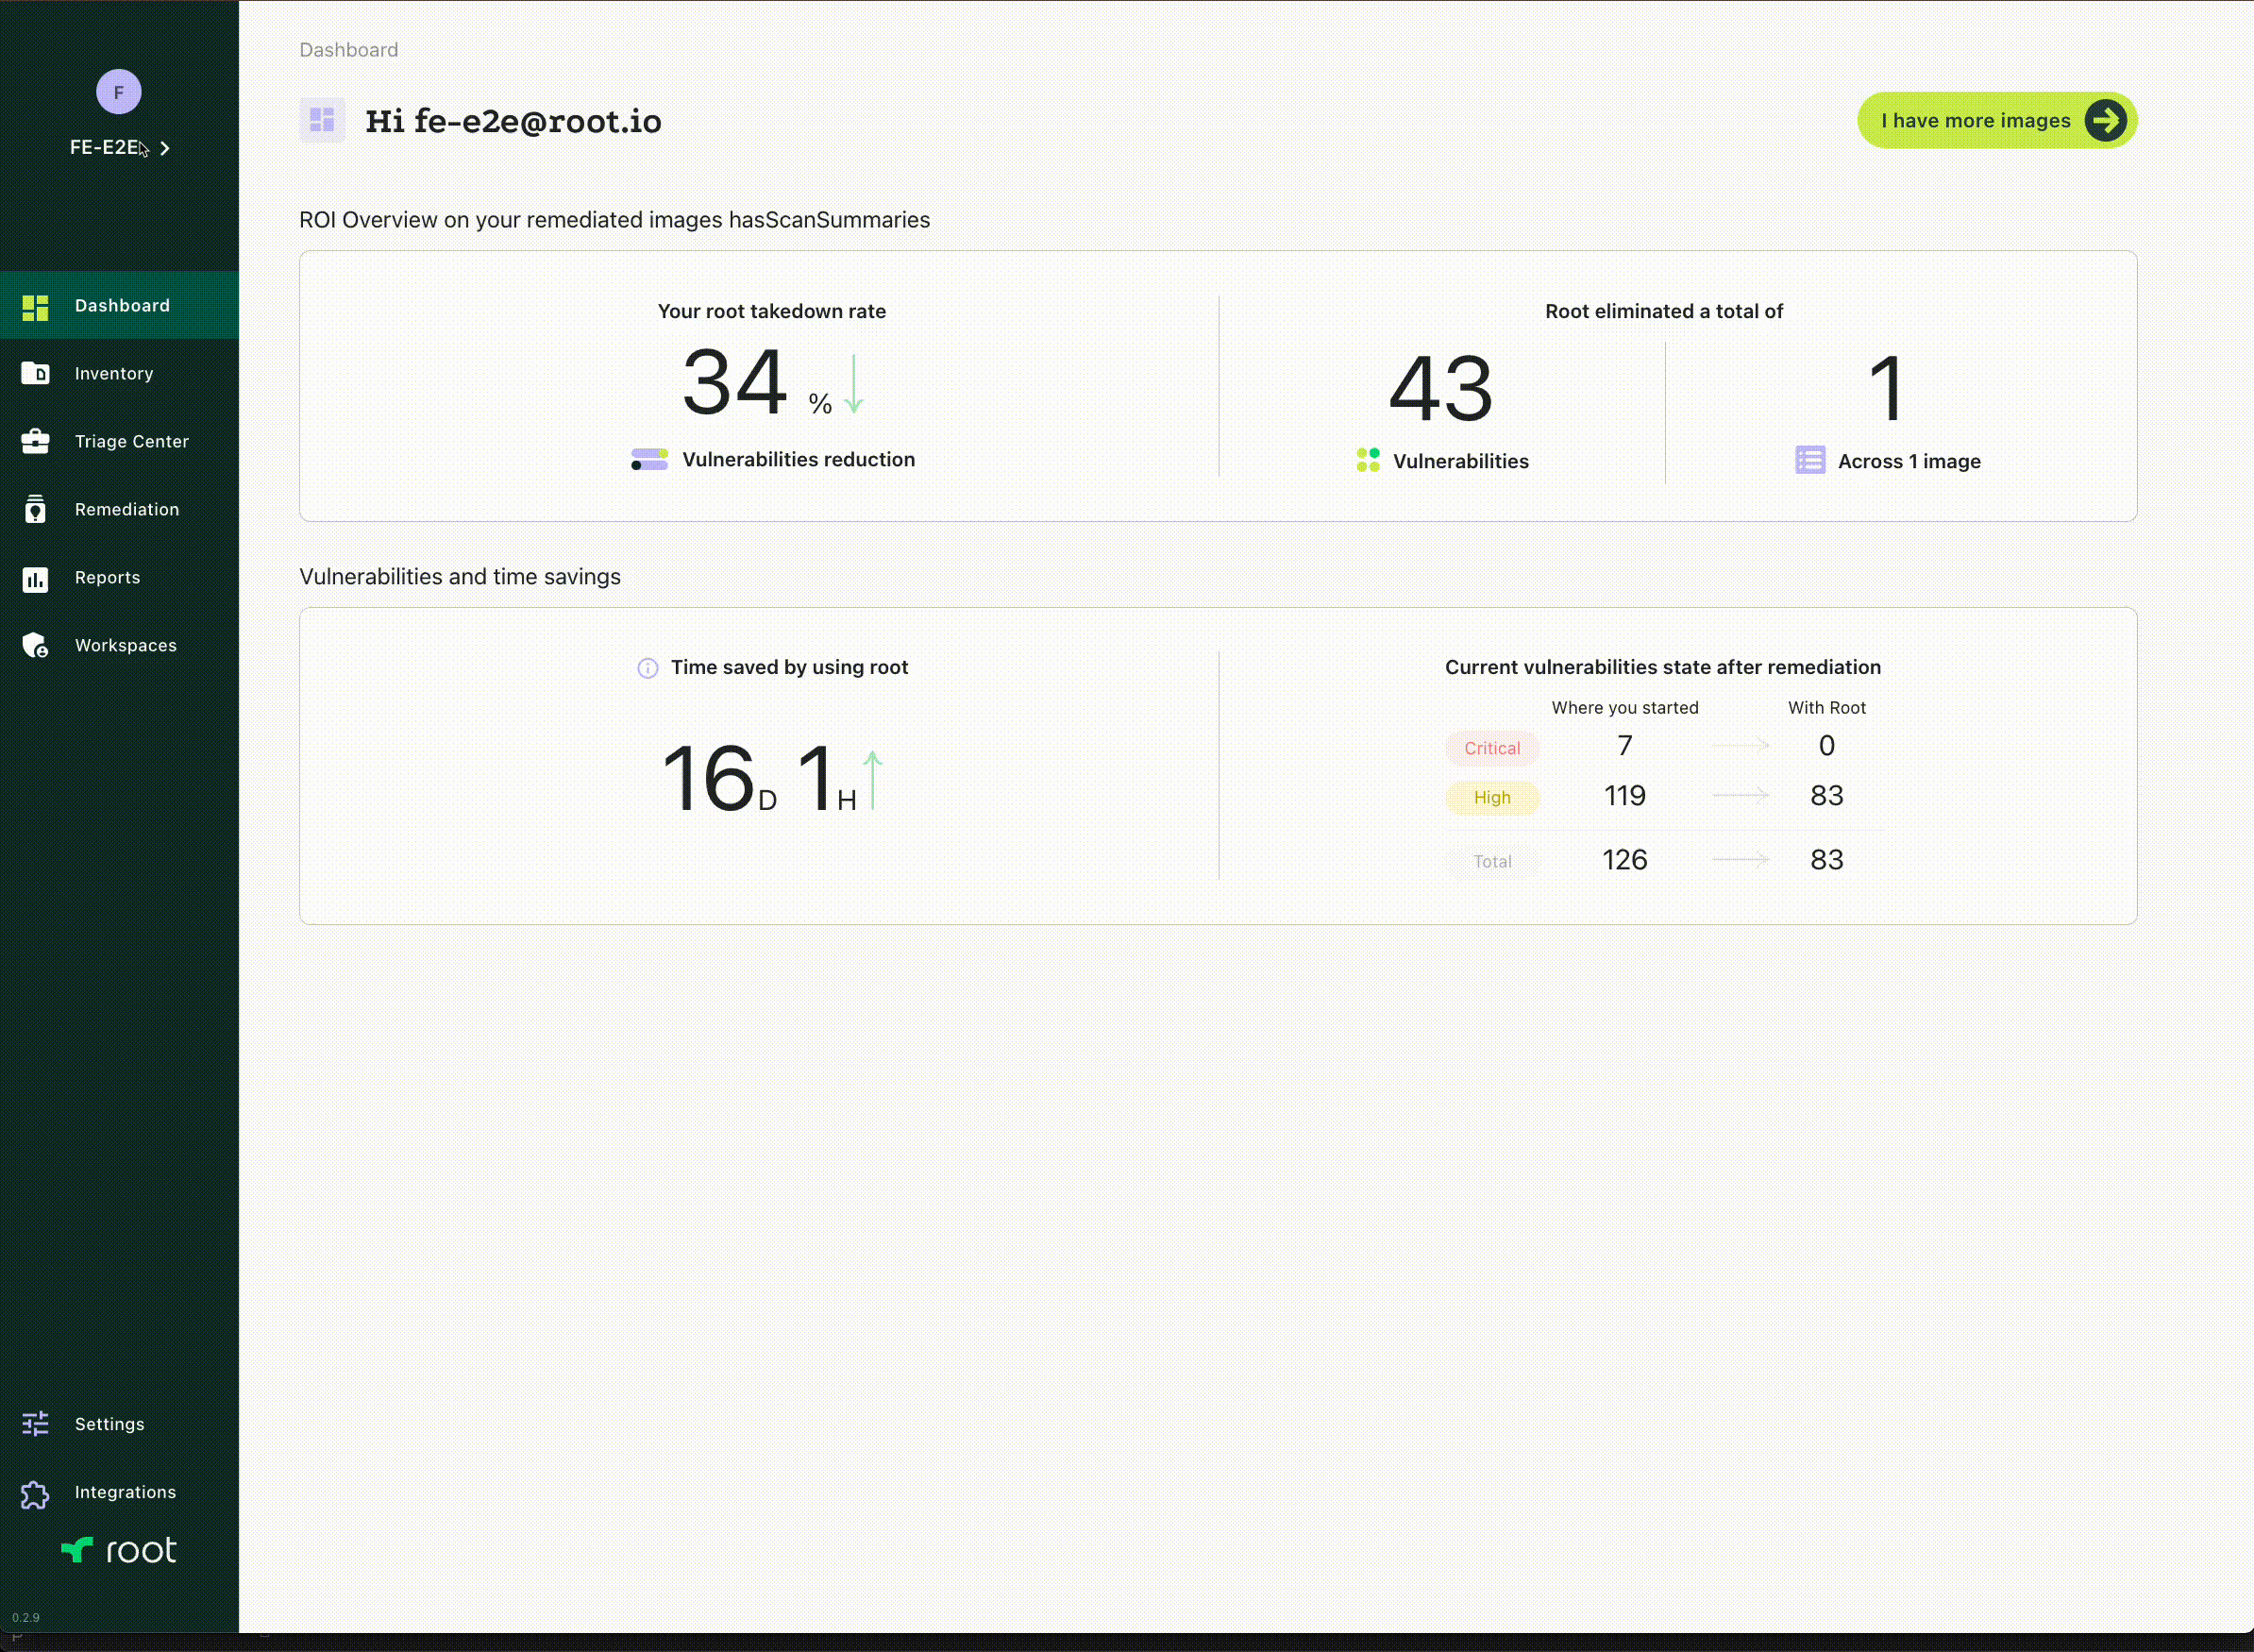 F
FE-E2E
Dashboard
Inventory
Triage Center
Remediation
Reports
Workspaces
Settings
Integrations
root
0.2.9
Dashboard
Hi fe-e2e@root.io
I have more images
ROI Overview on your remediated images hasScanSummaries
Your root takedown rate
34 %
Vulnerabilities reduction
Root eliminated a total of
43
Vulnerabilities
1
Across 1 image
Vulnerabilities and time savings
Time saved by using root
16D 1H
Current vulnerabilities state after remediation
Where you started With Root
Critical 7 0
High 119 83
Total 126 83